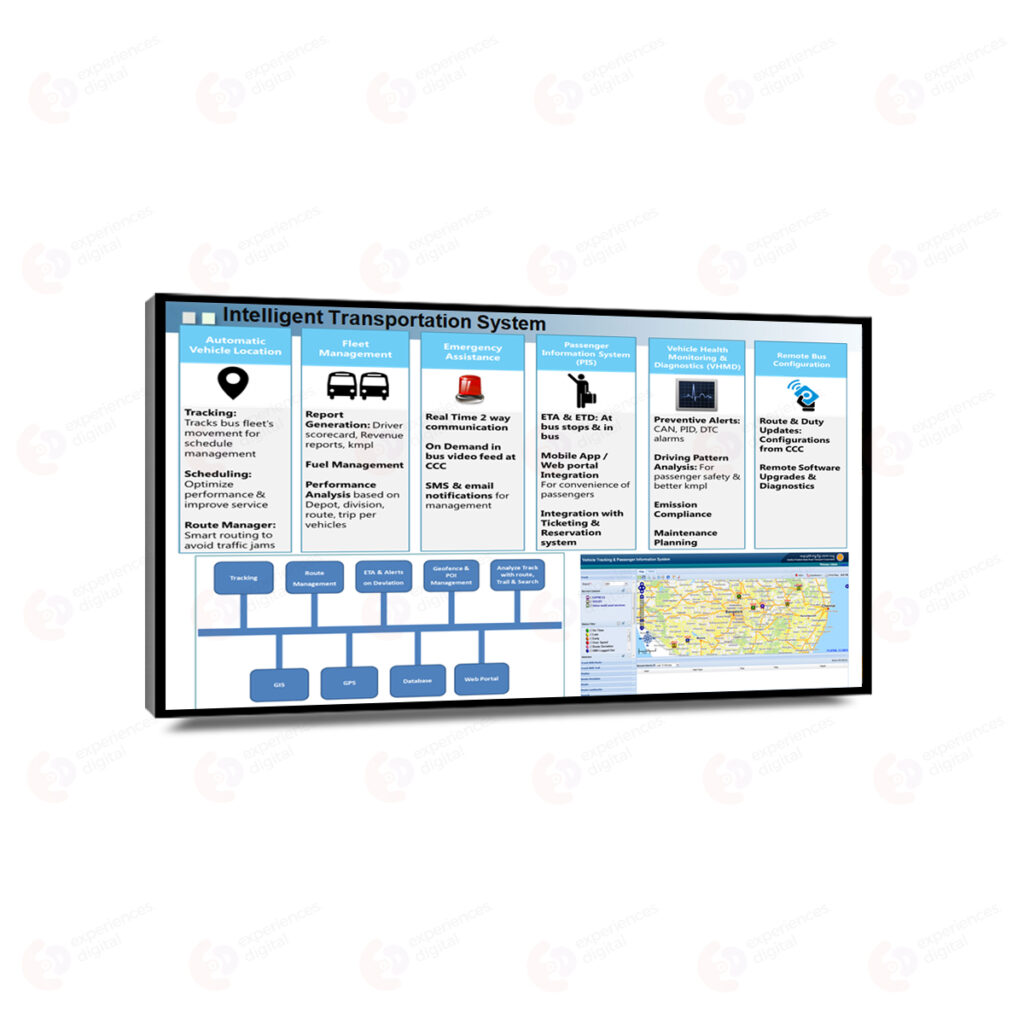 Intelligent Transportation System
Automatic
Vehicle Location
Tracking:
Tracks bus fleet's
movement for
schedule
management
Scheduling:
Optimize
performance &
improve service
Route Manager:
Smart routing to
avoid traffic jams
Fleet
Management
Report
Generation: Driver
scorecard, Revenue
reports, kmpl
Fuel Management
Performance
Analysis based on
Depot, division,
route, trip per
vehicles
Emergency
Assistance
Real Time 2 way
communication
On Demand in
bus video feed at
CCC
SMS & email
notifications for
management
Passenger
Information System
(PIS)
ETA & ETD: At
bus stops & in
bus
Mobile App /
Web portal
Integration
For convenience of
passengers
Integration with
Ticketing &
Reservation
system
Vehicle Health
Monitoring &
Diagnostics (VHMD)
Preventive Alerts:
CAN, PID, DTC
alarms
Driving Pattern
Analysis: For
passenger safety &
better kmpl
Emission
Compliance
Maintenance
Planning
Remote Bus
Configuration
Route & Duty
Updates:
Configurations
from CCC
Remote Software
Upgrades &
Diagnostics
Tracking
Route
Management
ETA & Alerts
on Deviation
Geofence &
POI
Management
Analyze Track
with route,
Trail & Search
GIS
GPS
Database
Web Portal
Vehicle Tracking & Passenger Information System
experiences.
digital